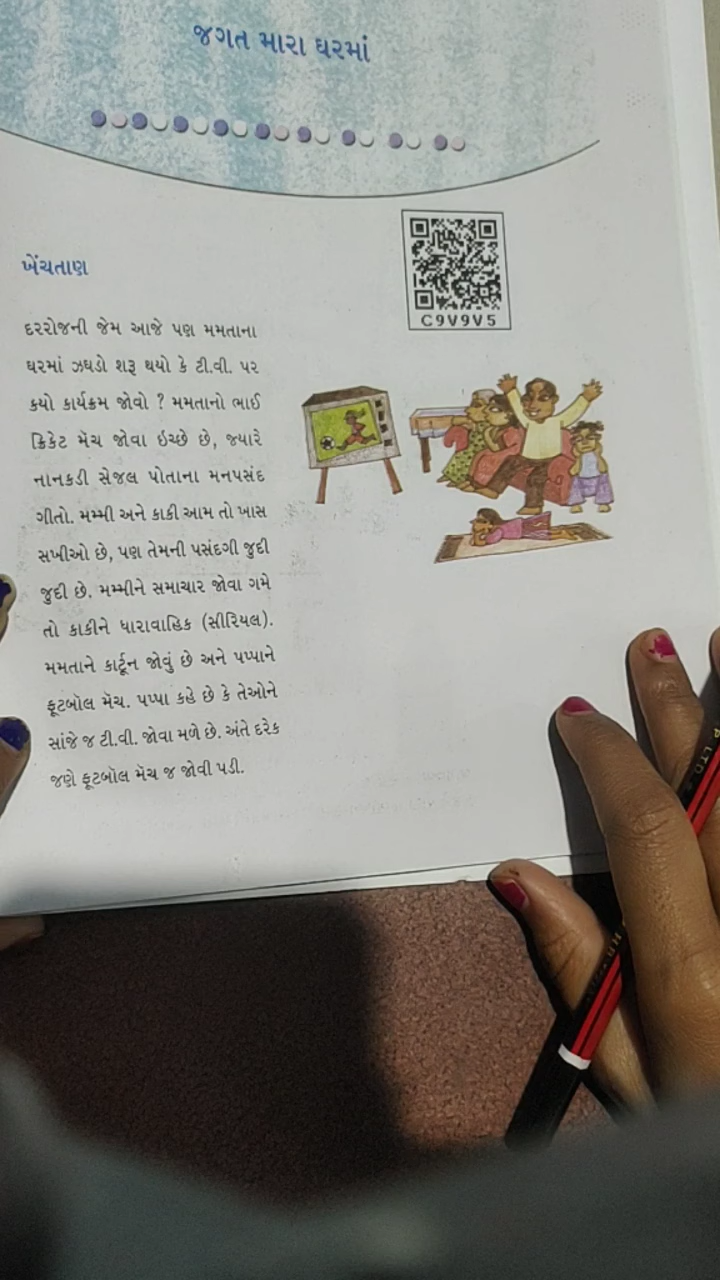 જગત મારા ઘરમાં
C9V9V5
ખેંચતાણ
દરરોજની જેમ આજે પણ મમતાના
ઘરમાં ઝઘડો શરૂ થયો કે ટી.વી. પર
કયો કાર્યક્રમ જોવો ? મમતાનો ભાઈ
ક્રિકેટ મૅચ જોવા ઇચ્છે છે, જ્યારે
નાનકડી સેજલ પોતાના મનપસંદ
ગીતો. મમ્મી અને કાકી આમ તો ખાસ
સખીઓ છે, પણ તેમની પસંદગી જુદી
જુદી છે. મમ્મીને સમાચાર જોવા ગમે
તો કાકીને ધારાવાહિક (સીરિયલ).
મમતાને કાર્ટૂન જોવું છે અને પપ્પાને
ફૂટબૉલ મૅચ. પપ્પા કહે છે કે તેઓને
સાંજે જ ટી.વી. જોવા મળે છે. અંતે દરેક
જણે ફૂટબૉલ મૅચ જ જોવી પડી.